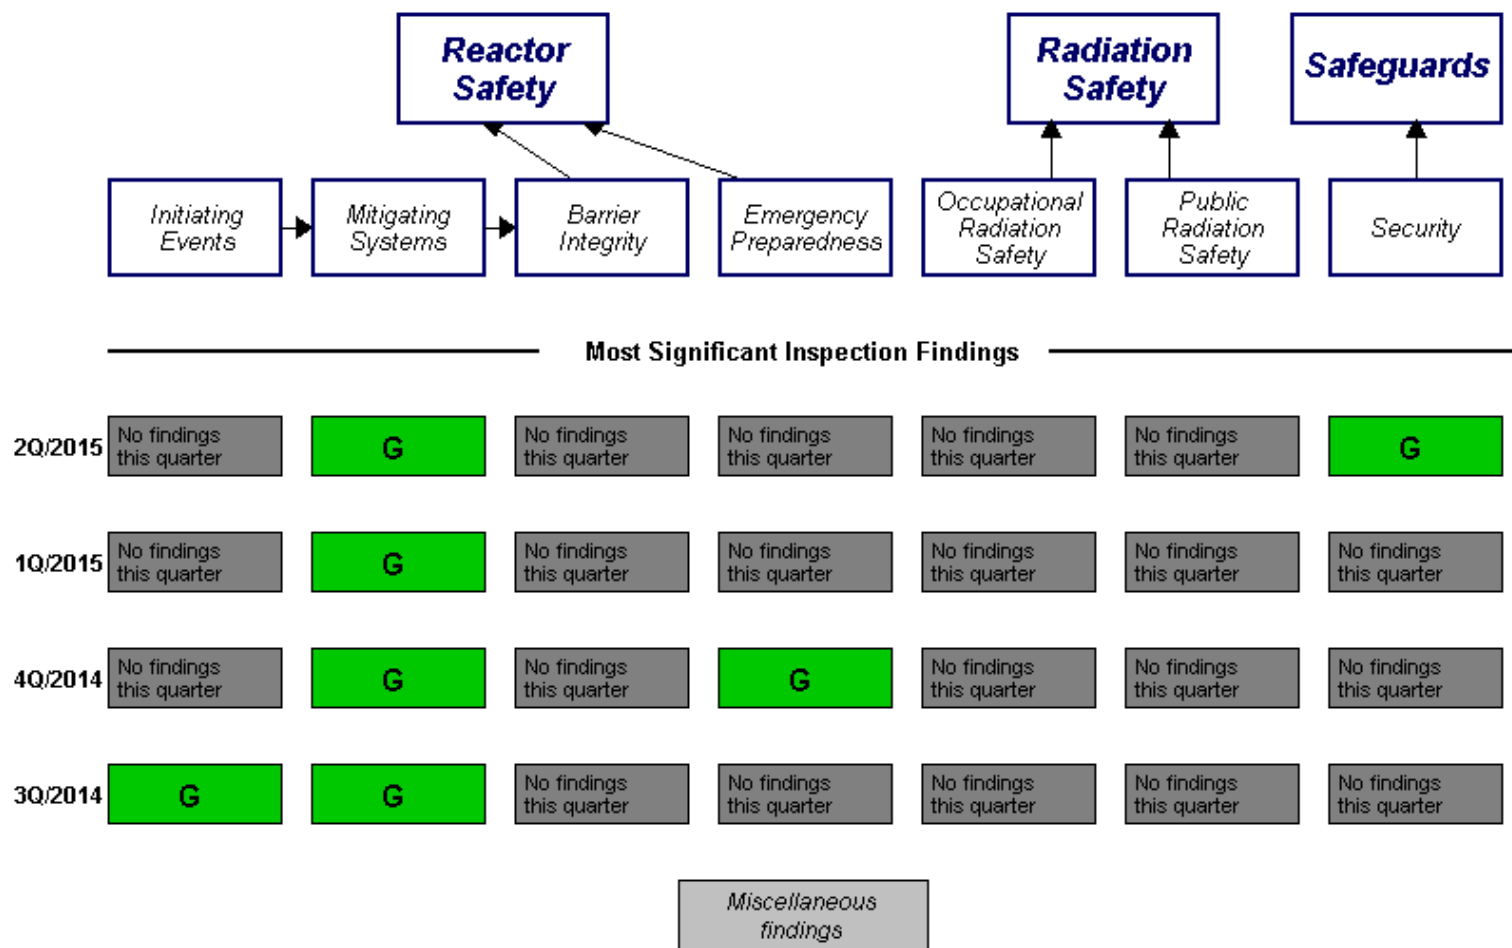 Reactor
Safety
Radiation
Safety
Safeguards
Initiating
Events
Mitigating
Systems
Barrier
Integrity
Emergency
Preparedness
Occupational
Radiation
Safety
Public
Radiation
Safety
Security
Most Significant Inspection Findings
2Q/2015
No findings
this quarter
G
No findings
this quarter
No findings
this quarter
No findings
this quarter
No findings
this quarter
G
1Q/2015
No findings
this quarter
G
No findings
this quarter
No findings
this quarter
No findings
this quarter
No findings
this quarter
No findings
this quarter
4Q/2014
No findings
this quarter
G
No findings
this quarter
G
No findings
this quarter
No findings
this quarter
No findings
this quarter
3Q/2014
G
G
No findings
this quarter
No findings
this quarter
No findings
this quarter
No findings
this quarter
No findings
this quarter
Miscellaneous
findings